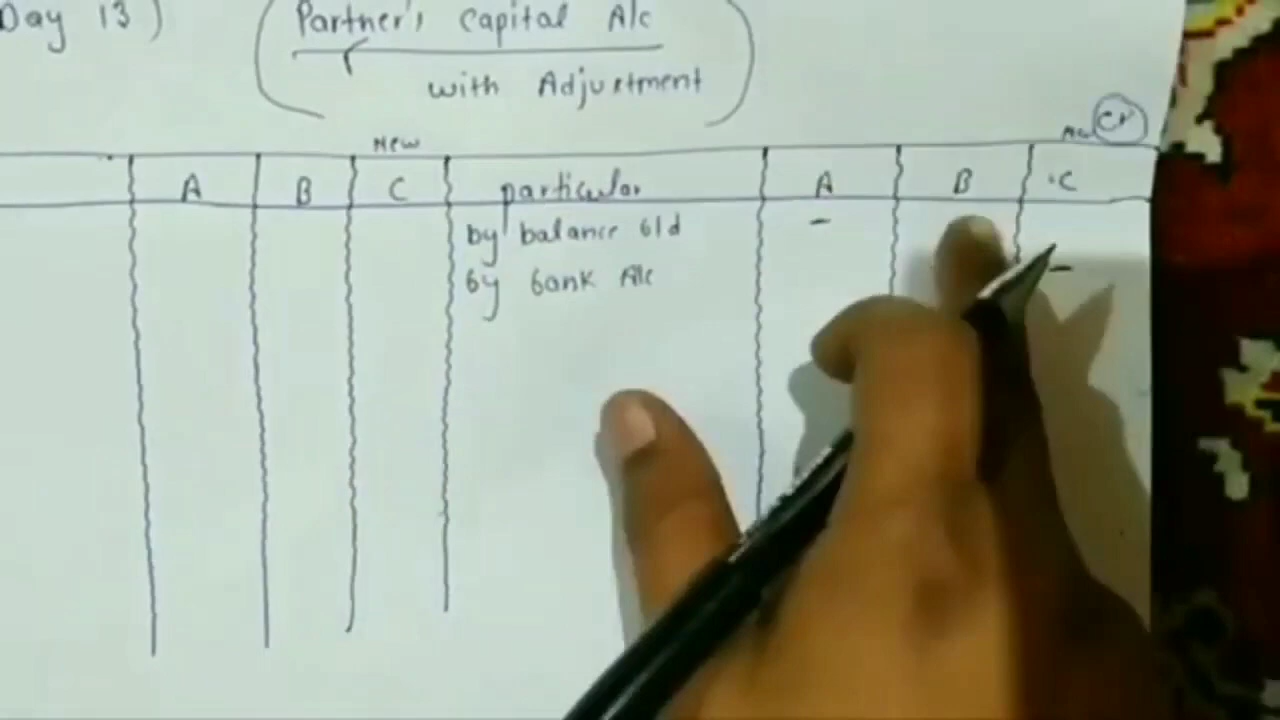 Day 13)
Partner's Capital A/c
with Adjustment
New
Cr
A B C particular A B C
by balance b/d -
by bank A/c -